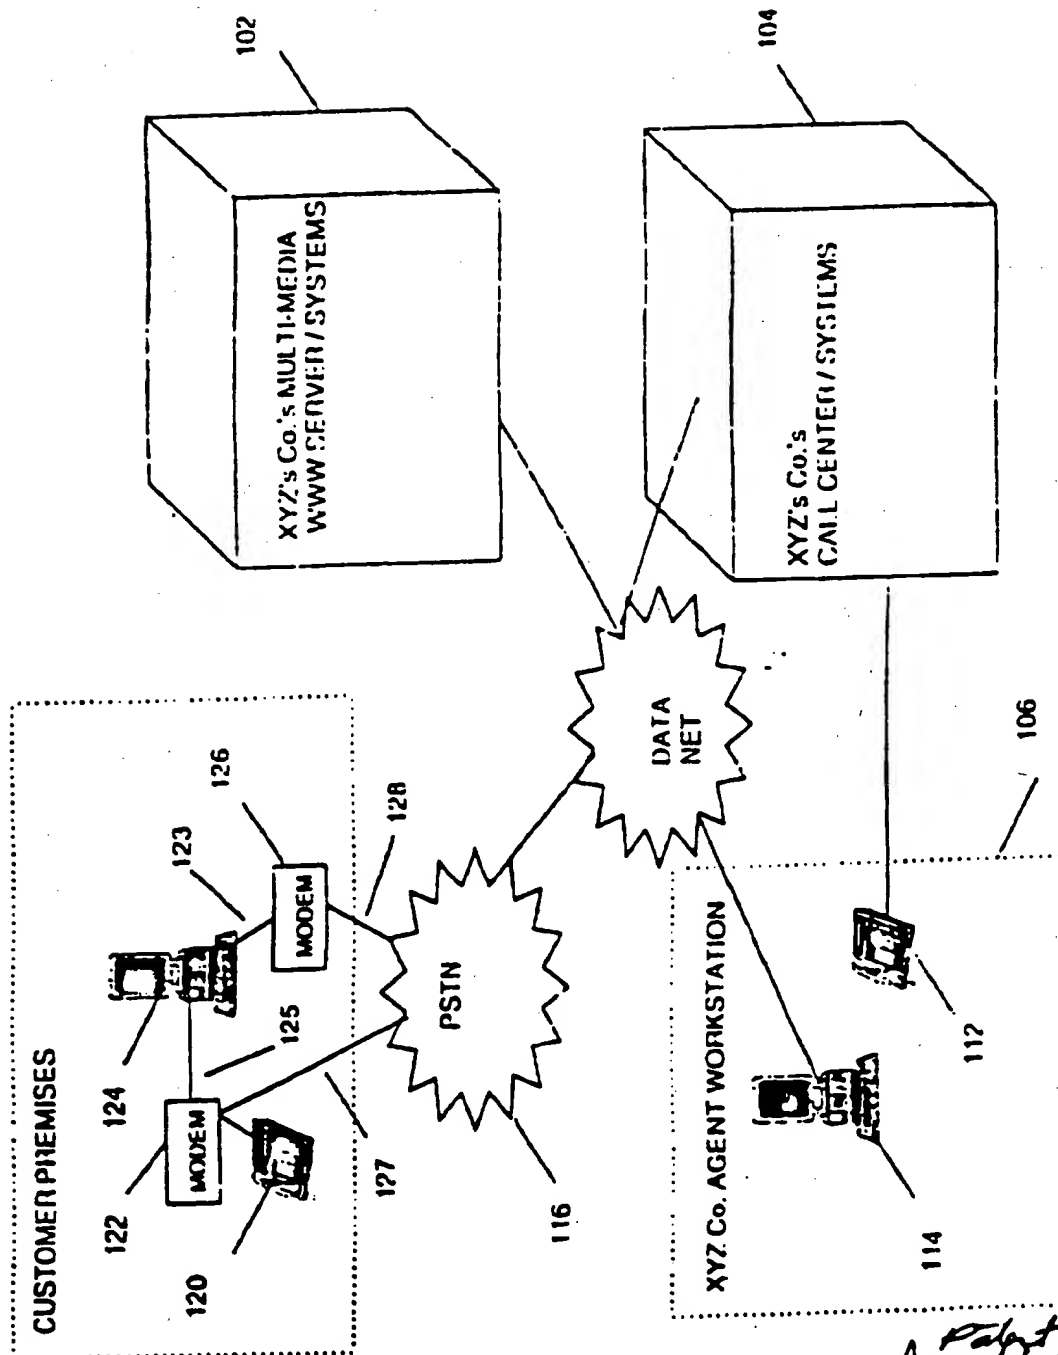 CUSTOMER PREMISES
122
124
123
126
MODEM
MODEM
125
120
127
128
PSTN
116
DATA
NET
XYZ's Co.'s MULTI-MEDIA
WWW SERVER / SYSTEMS
102
XYZ's Co.'s
CALL CENTER / SYSTEMS
104
XYZ Co. AGENT WORKSTATION
106
114
112